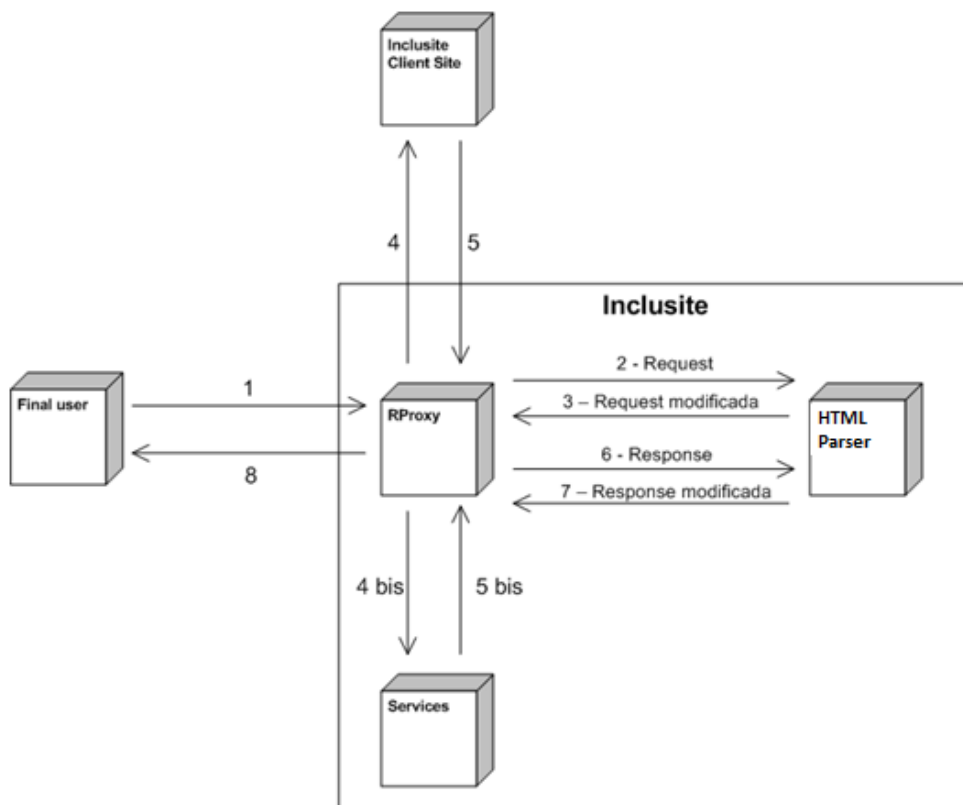 Inclusite
Client Site
4
5
Inclusite
2 - Request
1
3 – Request modificada
Final user
RProxy
HTML
Parser
6 - Response
8
7 – Response modificada
4 bis
5 bis
Services